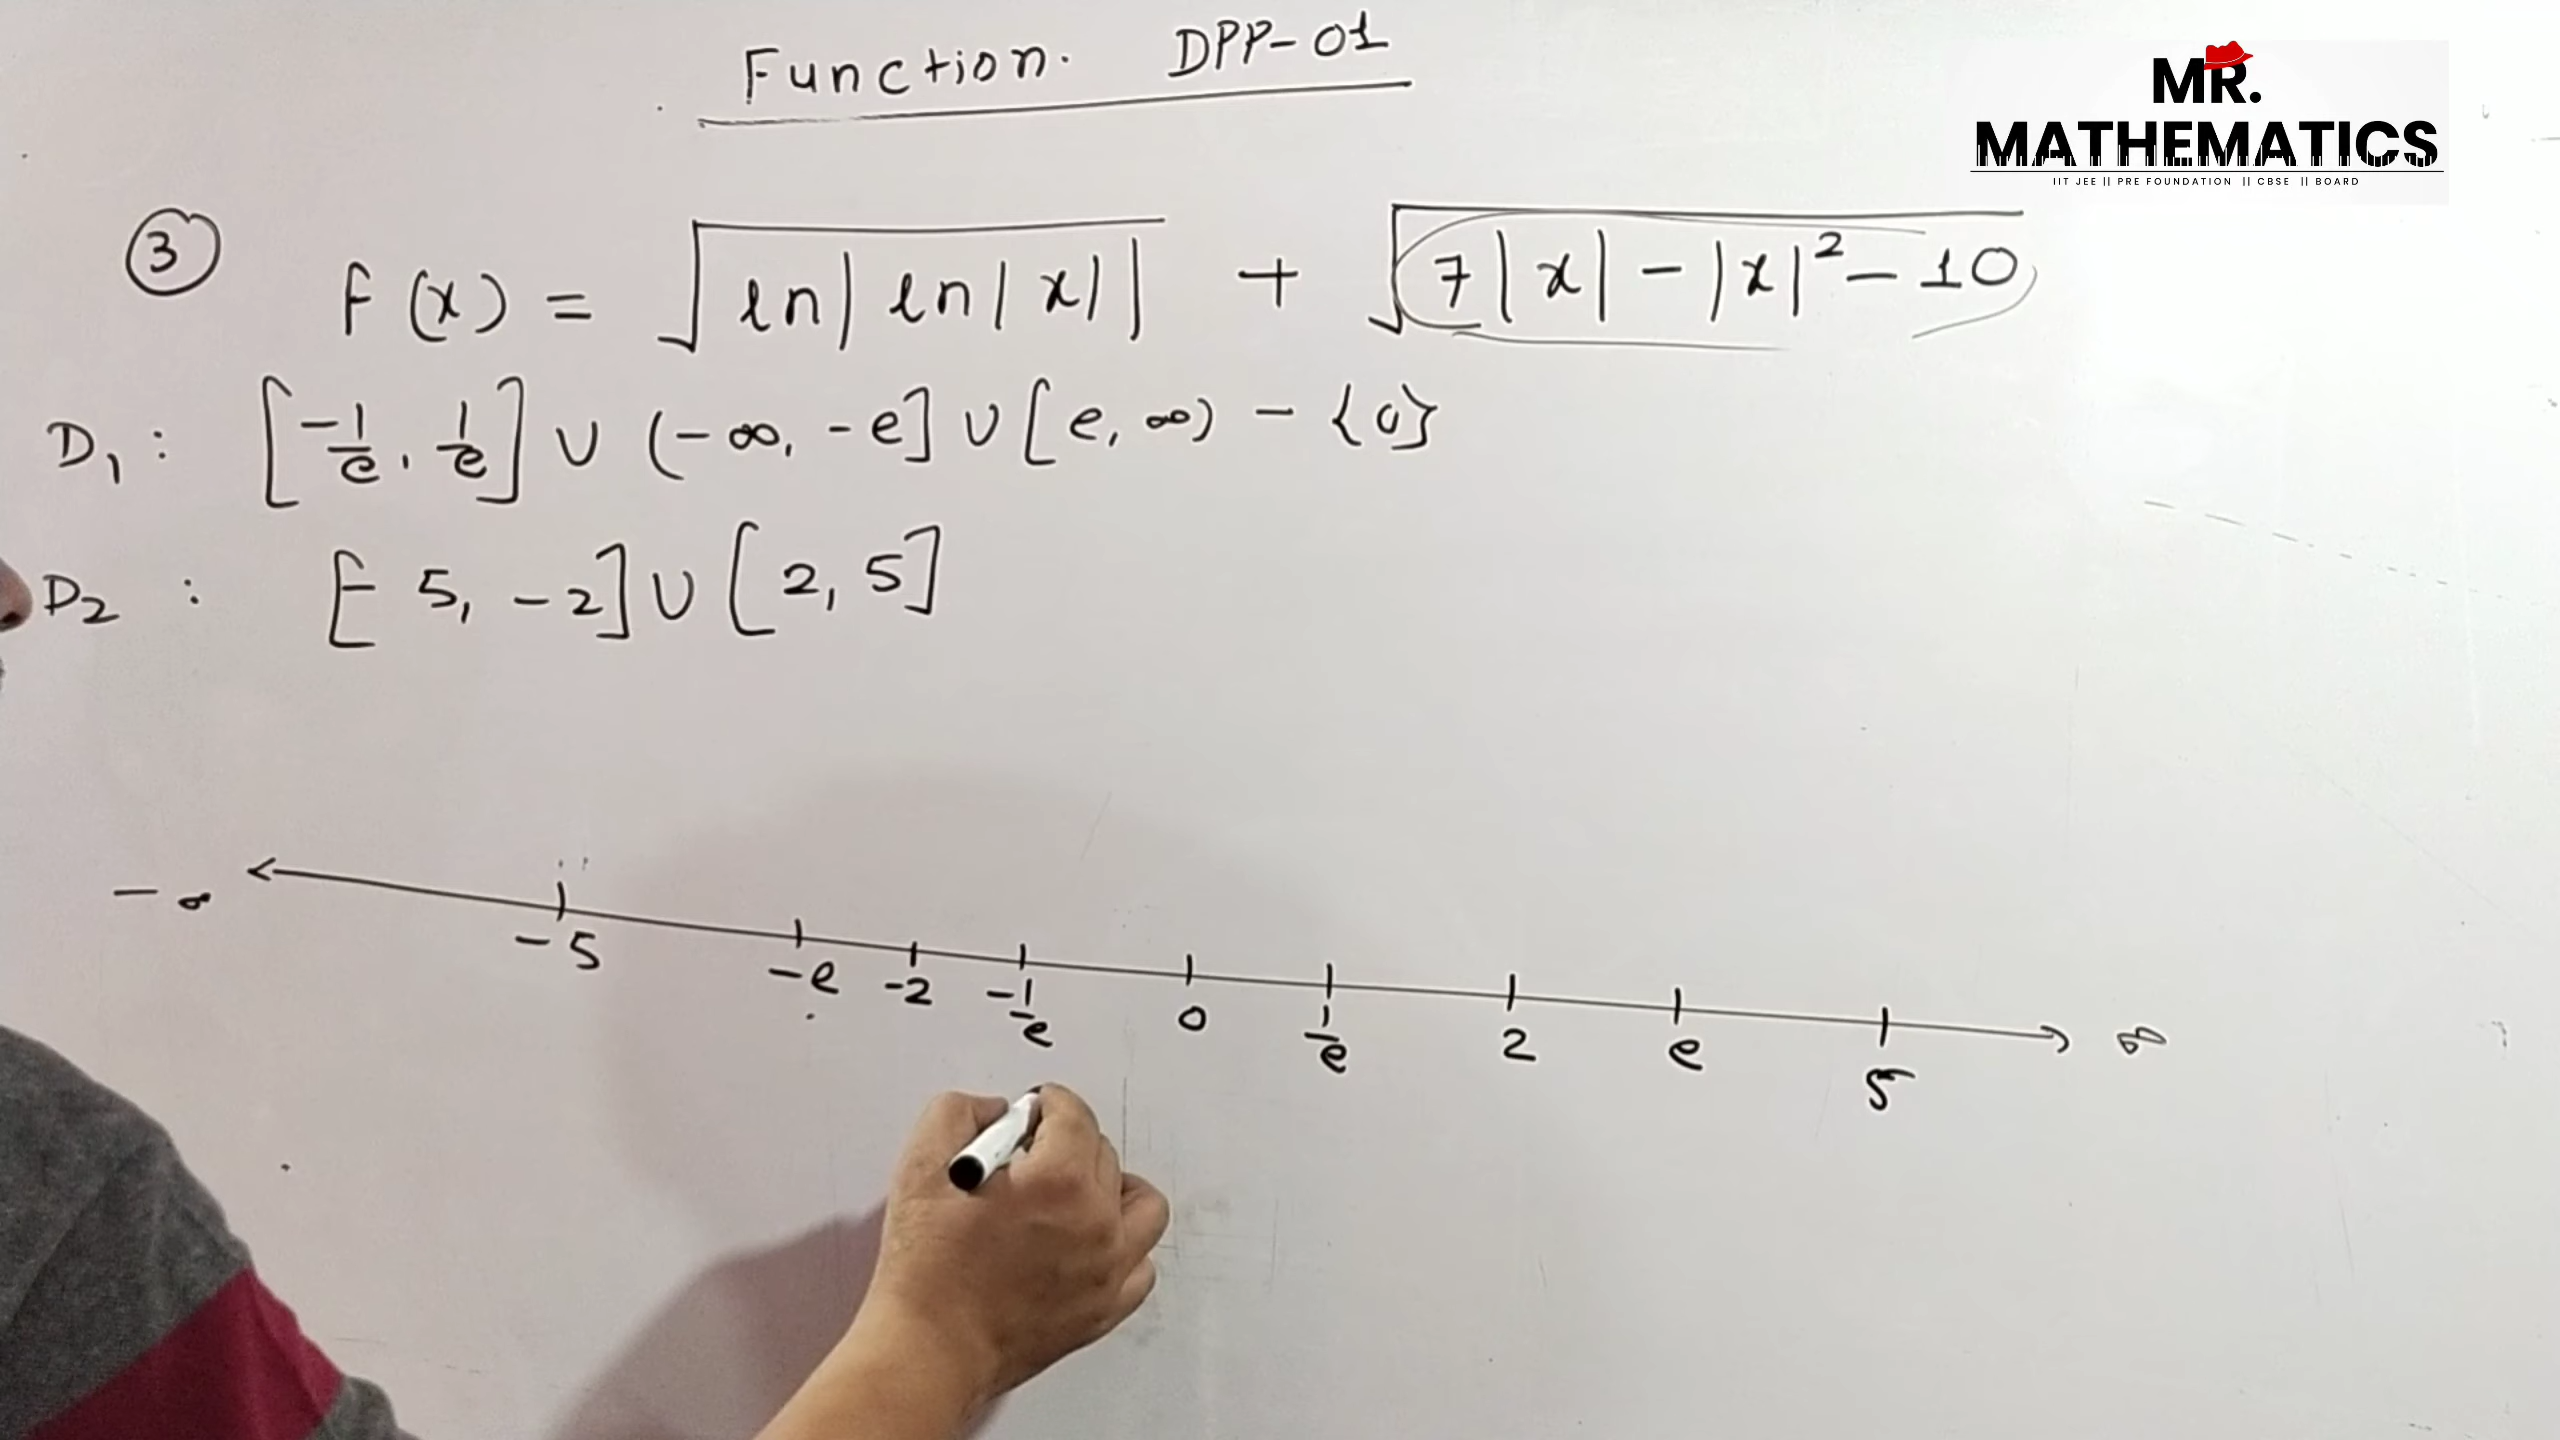 Function. DPP-01
MR.
MATHEMATICS
IIT JEE || PRE FOUNDATION || CBSE || BOARD
③ F(x) = √(ln|ln|x||) + √(7|x| - |x|² - 10)
D₁ : [-1/e, 1/e] ∪ (-∞, -e] ∪ [e, ∞) - {0}
D₂ : [-5, -2] ∪ [2, 5]
-∞ -5 -e -2 -1/e 0 1/e 2 e 5 ∞